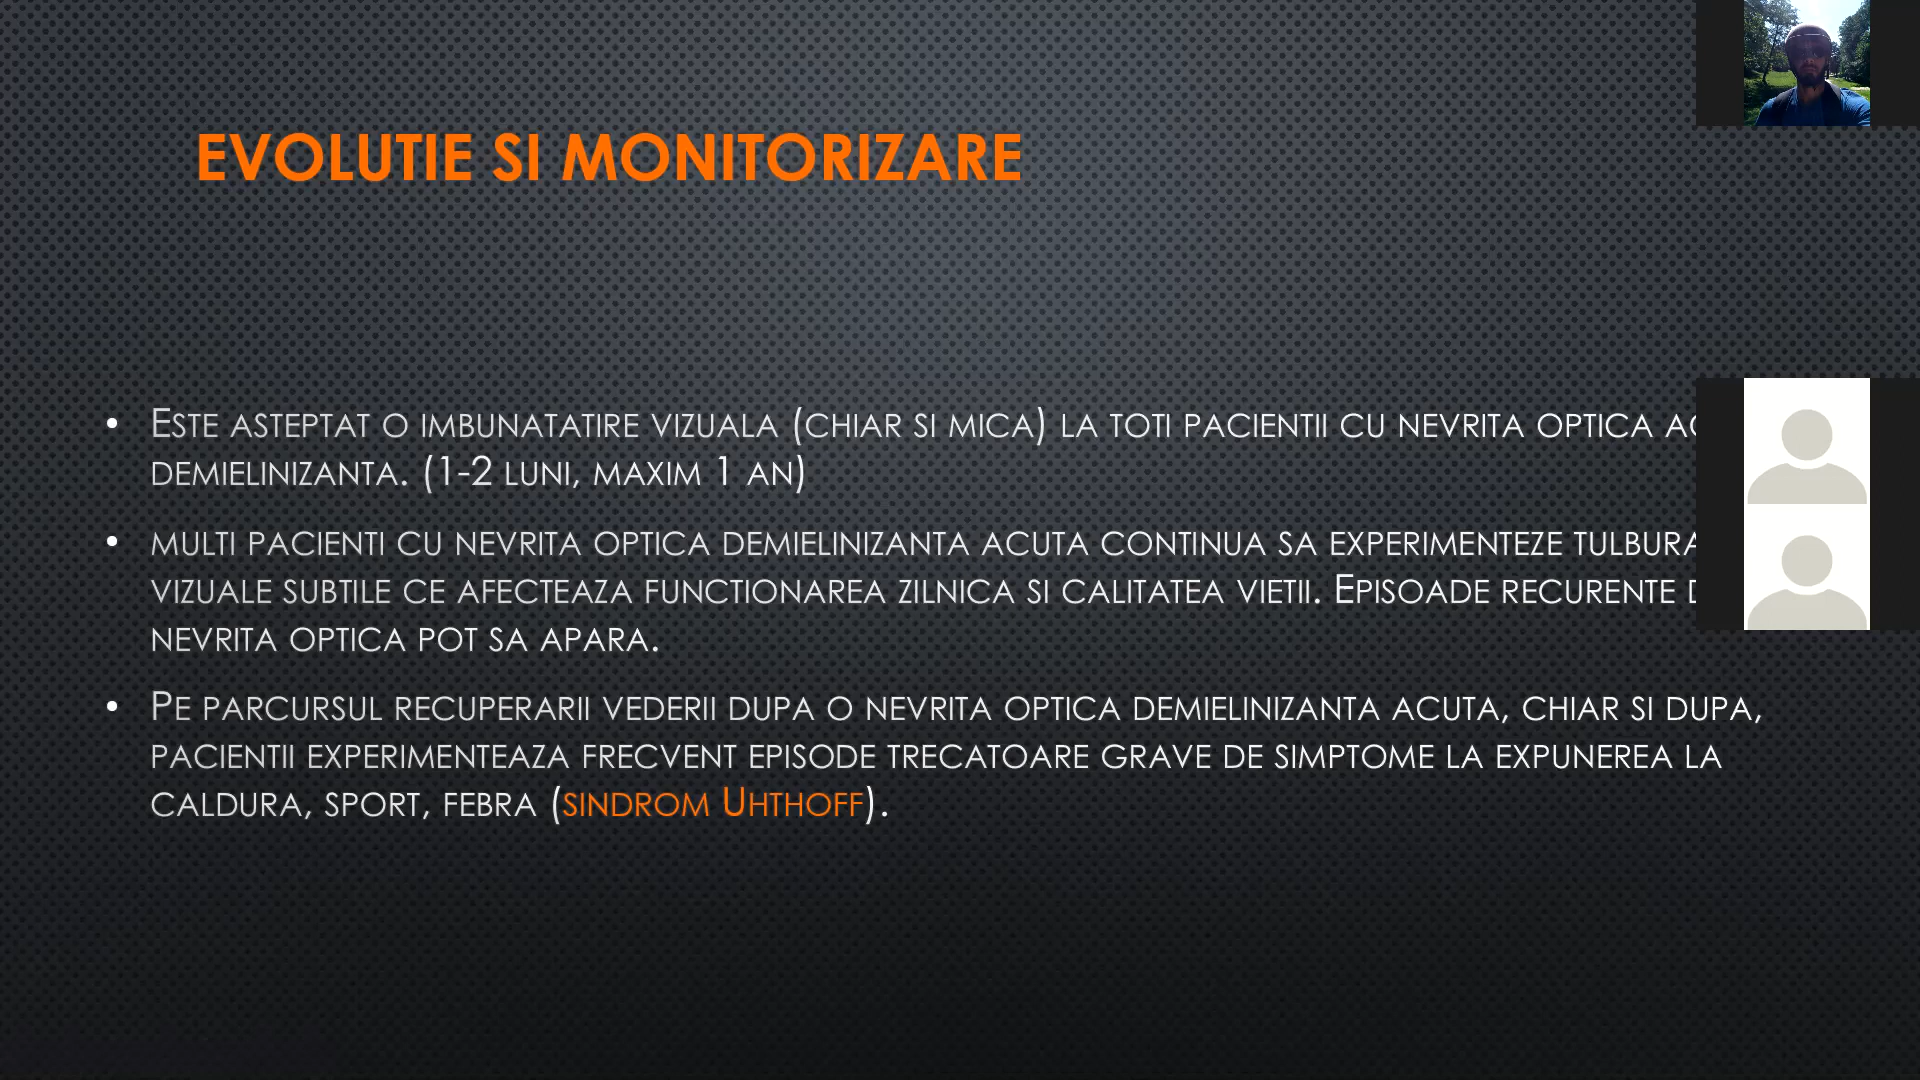 EVOLUTIE SI MONITORIZARE
• ESTE ASTEPTAT O IMBUNATATIRE VIZUALA (CHIAR SI MICA) LA TOTI PACIENTII CU NEVRITA OPTICA
DEMIELINIZANTA. (1-2 LUNI, MAXIM 1 AN)
• MULTI PACIENTI CU NEVRITA OPTICA DEMIELINIZANTA ACUTA CONTINUA SA EXPERIMENTEZE
VIZUALE SUBTILE CE AFECTEAZA FUNCTIONAREA ZILNICA SI CALITATEA VIETII. EPISOADE RECURENTE
NEVRITA OPTICA POT SA APARA.
• PE PARCURSUL RECUPERARII VEDERII DUPA O NEVRITA OPTICA DEMIELINIZANTA ACUTA, CHIAR SI DUPA,
PACIENTII EXPERIMENTEAZA FRECVENT EPISODE TRECATOARE GRAVE DE SIMPTOME LA EXPUNEREA LA
CALDURA, SPORT, FEBRA (SINDROM UHTHOFF).